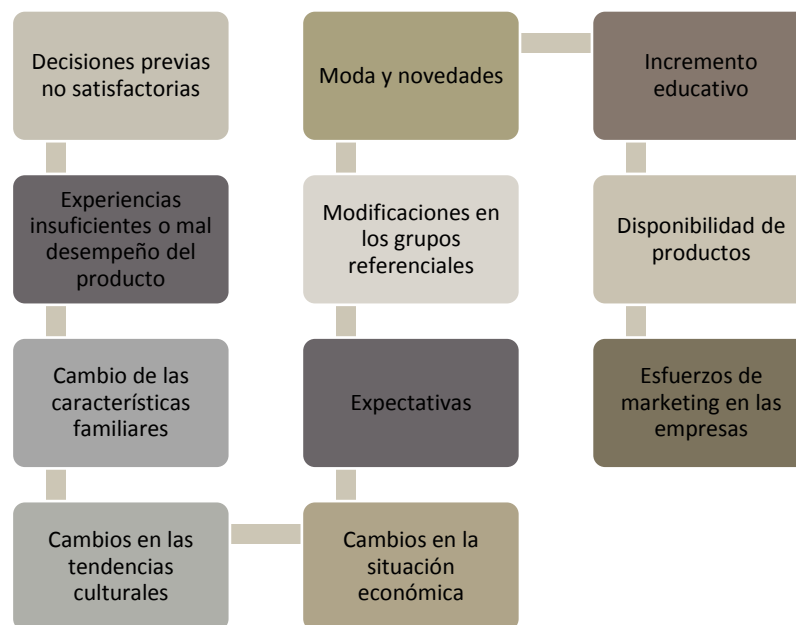 Decisiones previas
no satisfactorias
Experiencias
insuficientes o mal
desempeño del
producto
Cambio de las
características
familiares
Cambios en las
tendencias
culturales
Cambios en la
situación
económica
Expectativas
Modificaciones en
los grupos
referenciales
Moda y novedades
Incremento
educativo
Disponibilidad de
productos
Esfuerzos de
marketing en las
empresas